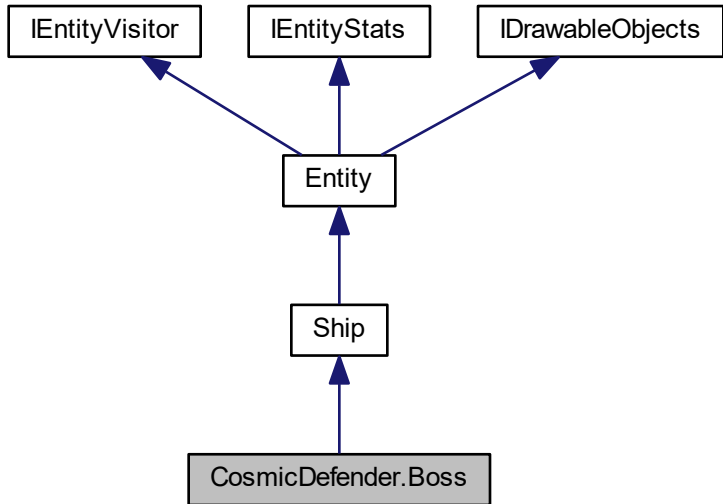 IEntityVisitor
IEntityStats
IDrawableObjects
Entity
Ship
CosmicDefender.Boss